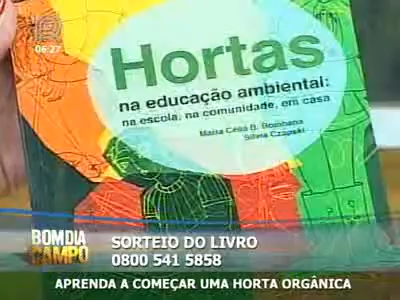 06:27
Hortas
na educação ambiental:
na escola, na comunidade, em casa
Maria Célia B. Bombana
Silvia Czapski
BOM DIA
CAMPO
SORTEIO DO LIVRO
0800 541 5858
APRENDA A COMEÇAR UMA HORTA ORGÂNICA